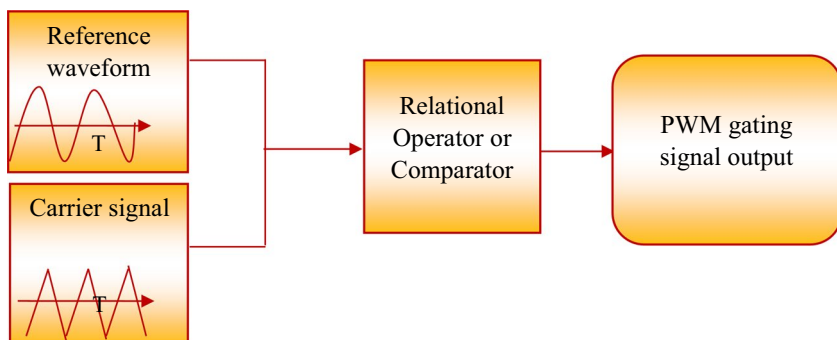 Reference
waveform
T
Carrier signal
T
Relational
Operator or
Comparator
PWM gating
signal output